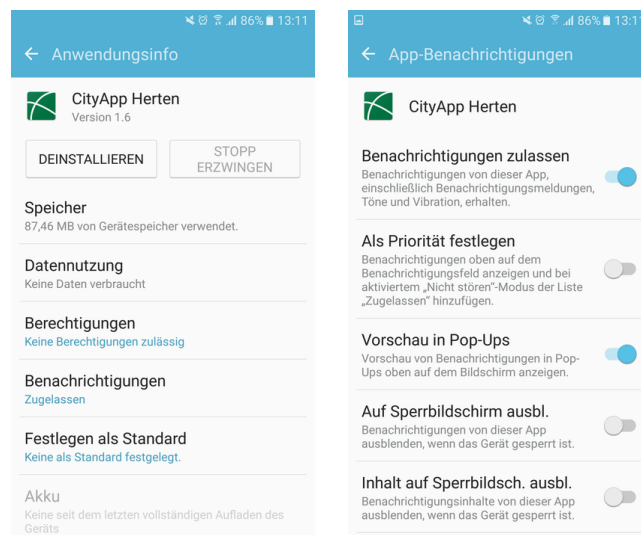 86% 13:11
Anwendungsinfo
CityApp Herten
Version 1.6
DEINSTALLIEREN
STOPP
ERZWINGEN
Speicher
87,46 MB von Gerätespeicher verwendet.
Datennutzung
Keine Daten verbraucht
Berechtigungen
Keine Berechtigungen zulässig
Benachrichtigungen
Zugelassen
Festlegen als Standard
Keine als Standard festgelegt.
Akku
Keine seit dem letzten vollständigen Aufladen des
Geräts
86% 13:11
App-Benachrichtigungen
CityApp Herten
Benachrichtigungen zulassen
Benachrichtigungen von dieser App,
einschließlich Benachrichtigungsmeldungen,
Töne und Vibration, erhalten.
Als Priorität festlegen
Benachrichtigungen oben auf dem
Benachrichtigungsfeld anzeigen und bei
aktiviertem „Nicht stören"-Modus der Liste
„Zugelassen" hinzufügen.
Vorschau in Pop-Ups
Vorschau von Benachrichtigungen in Pop-
Ups oben auf dem Bildschirm anzeigen.
Auf Sperrbildschirm ausbl.
Benachrichtigungen von dieser App
ausblenden, wenn das Gerät gesperrt ist.
Inhalt auf Sperrbildsch. ausbl.
Benachrichtigungsinhalte von dieser App
ausblenden, wenn das Gerät gesperrt ist.